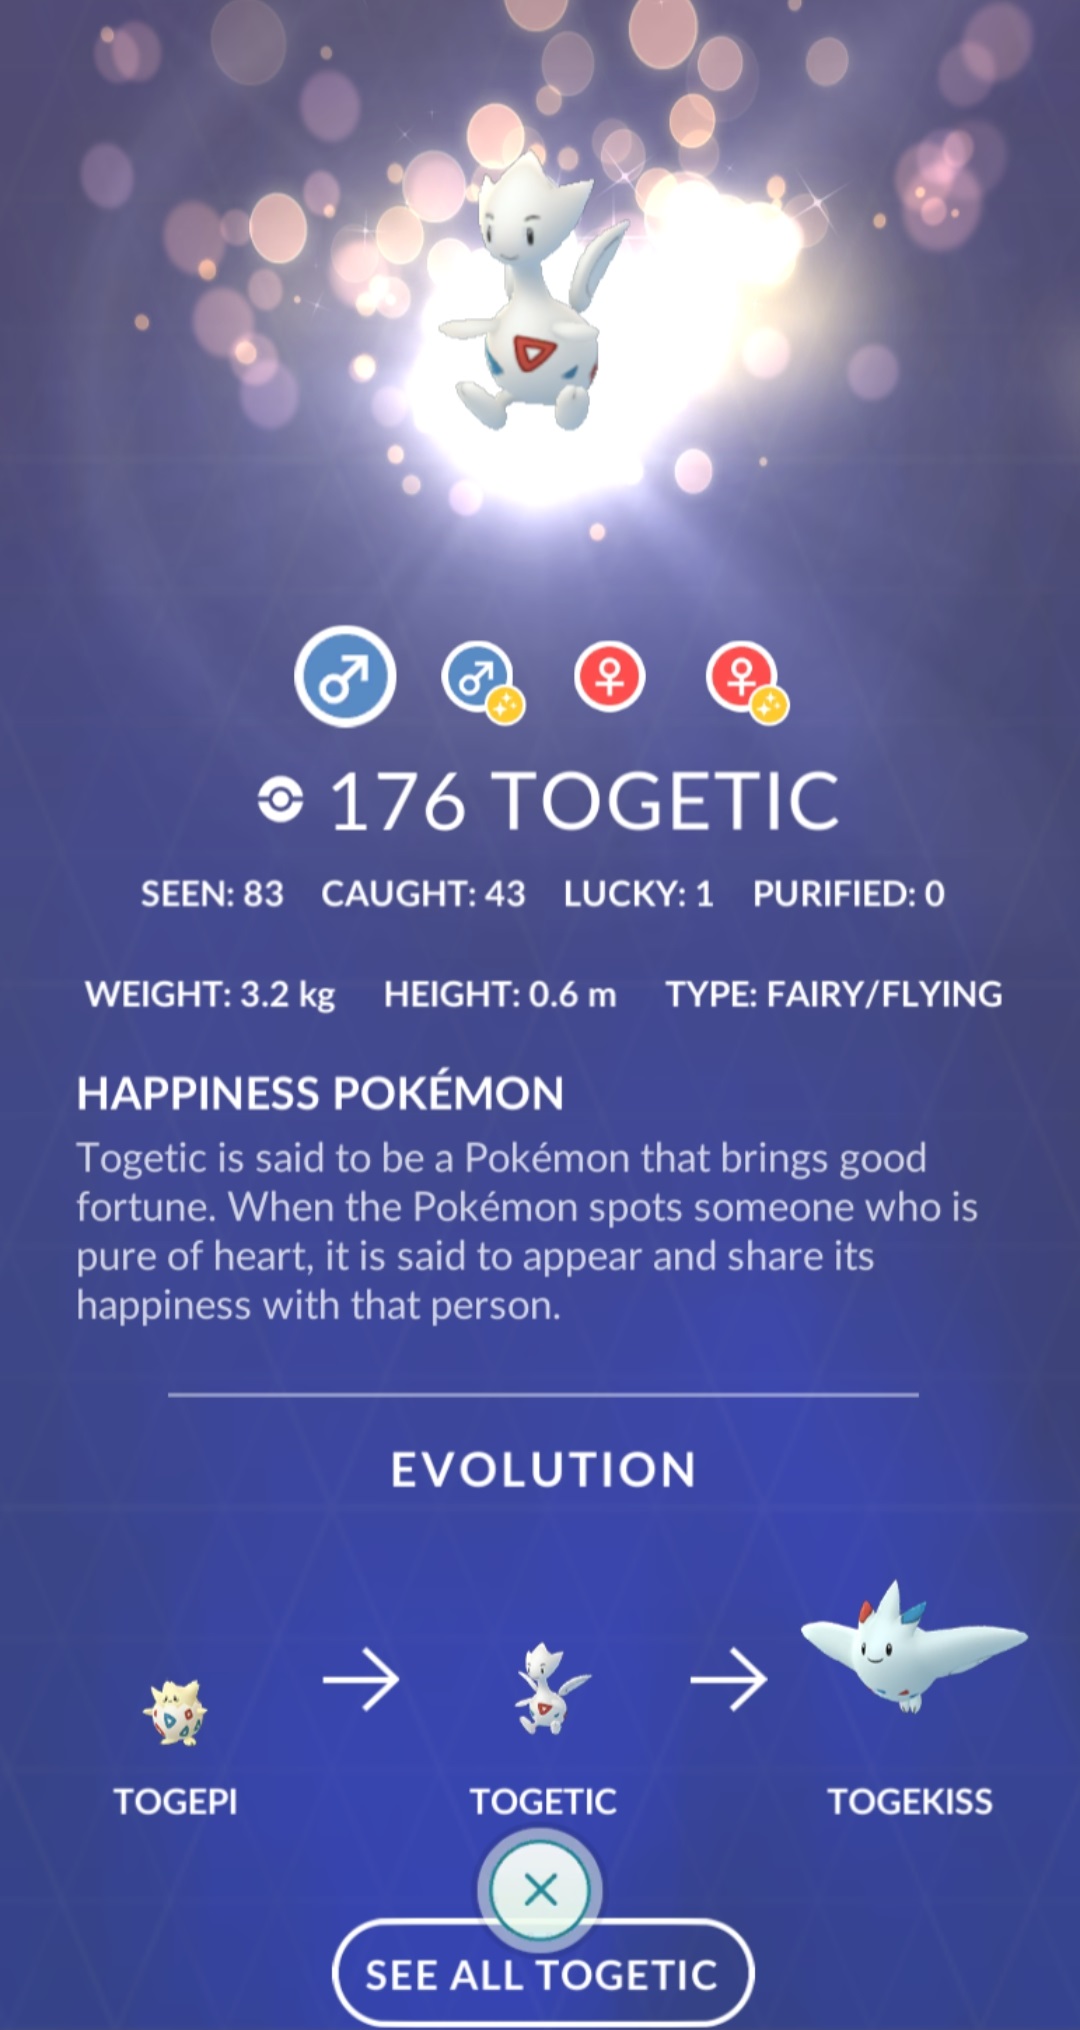 176 TOGETIC
SEEN: 83 CAUGHT: 43 LUCKY: 1 PURIFIED: 0
WEIGHT: 3.2 kg HEIGHT: 0.6 m TYPE: FAIRY/FLYING
HAPPINESS POKÉMON
Togetic is said to be a Pokémon that brings good
fortune. When the Pokémon spots someone who is
pure of heart, it is said to appear and share its
happiness with that person.
EVOLUTION
TOGEPI
TOGETIC
TOGEKISS
SEE ALL TOGETIC